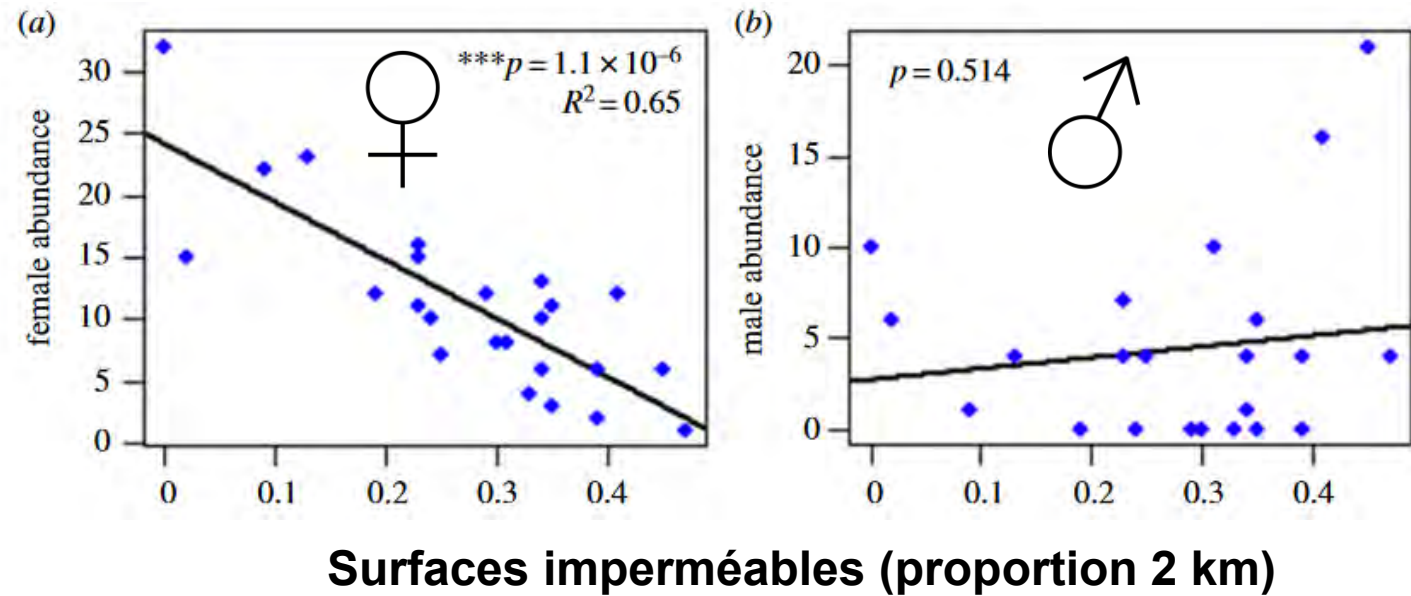 (a)
***p = 1.1 × 10⁻⁶
R² = 0.65
female abundance
30
25
20
15
10
5
0
0 0.1 0.2 0.3 0.4
(b)
p = 0.514
male abundance
20
15
10
5
0
0 0.1 0.2 0.3 0.4
Surfaces imperméables (proportion 2 km)